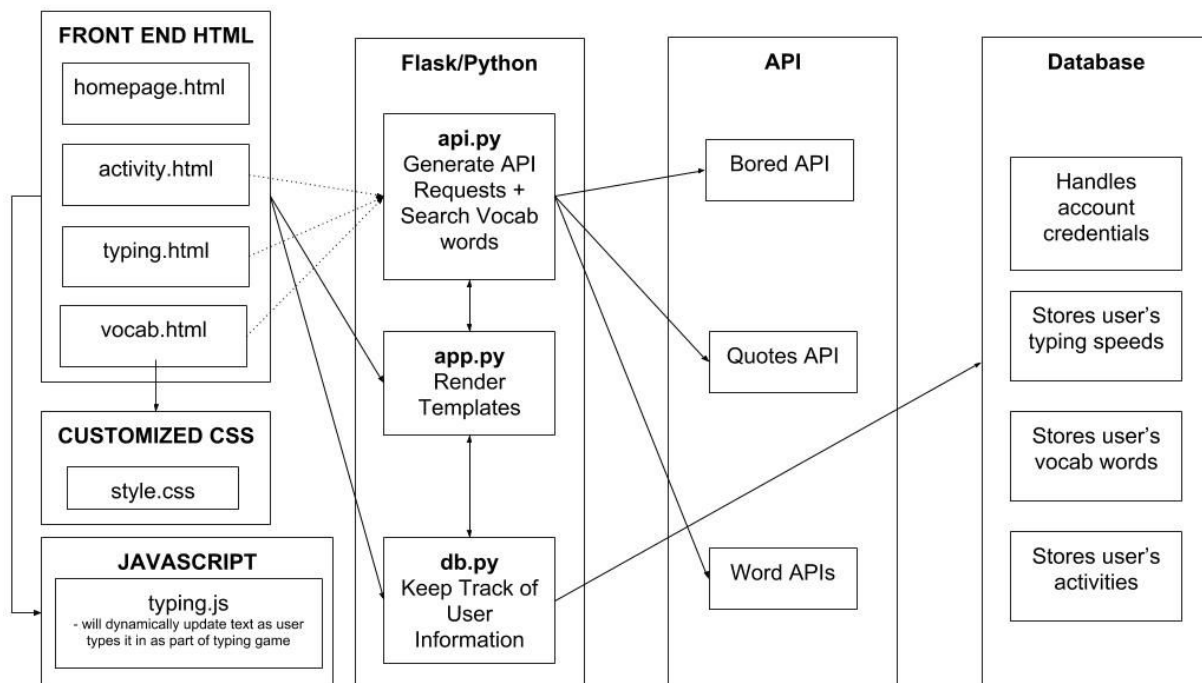 FRONT END HTML
homepage.html
activity.html
typing.html
vocab.html
CUSTOMIZED CSS
style.css
JAVASCRIPT
typing.js
- will dynamically update text as user
types it in as part of typing game
Flask/Python
api.py
Generate API
Requests +
Search Vocab
words
app.py
Render
Templates
db.py
Keep Track of
User
Information
API
Bored API
Quotes API
Word APIs
Database
Handles
account
credentials
Stores user's
typing speeds
Stores user's
vocab words
Stores user's
activities